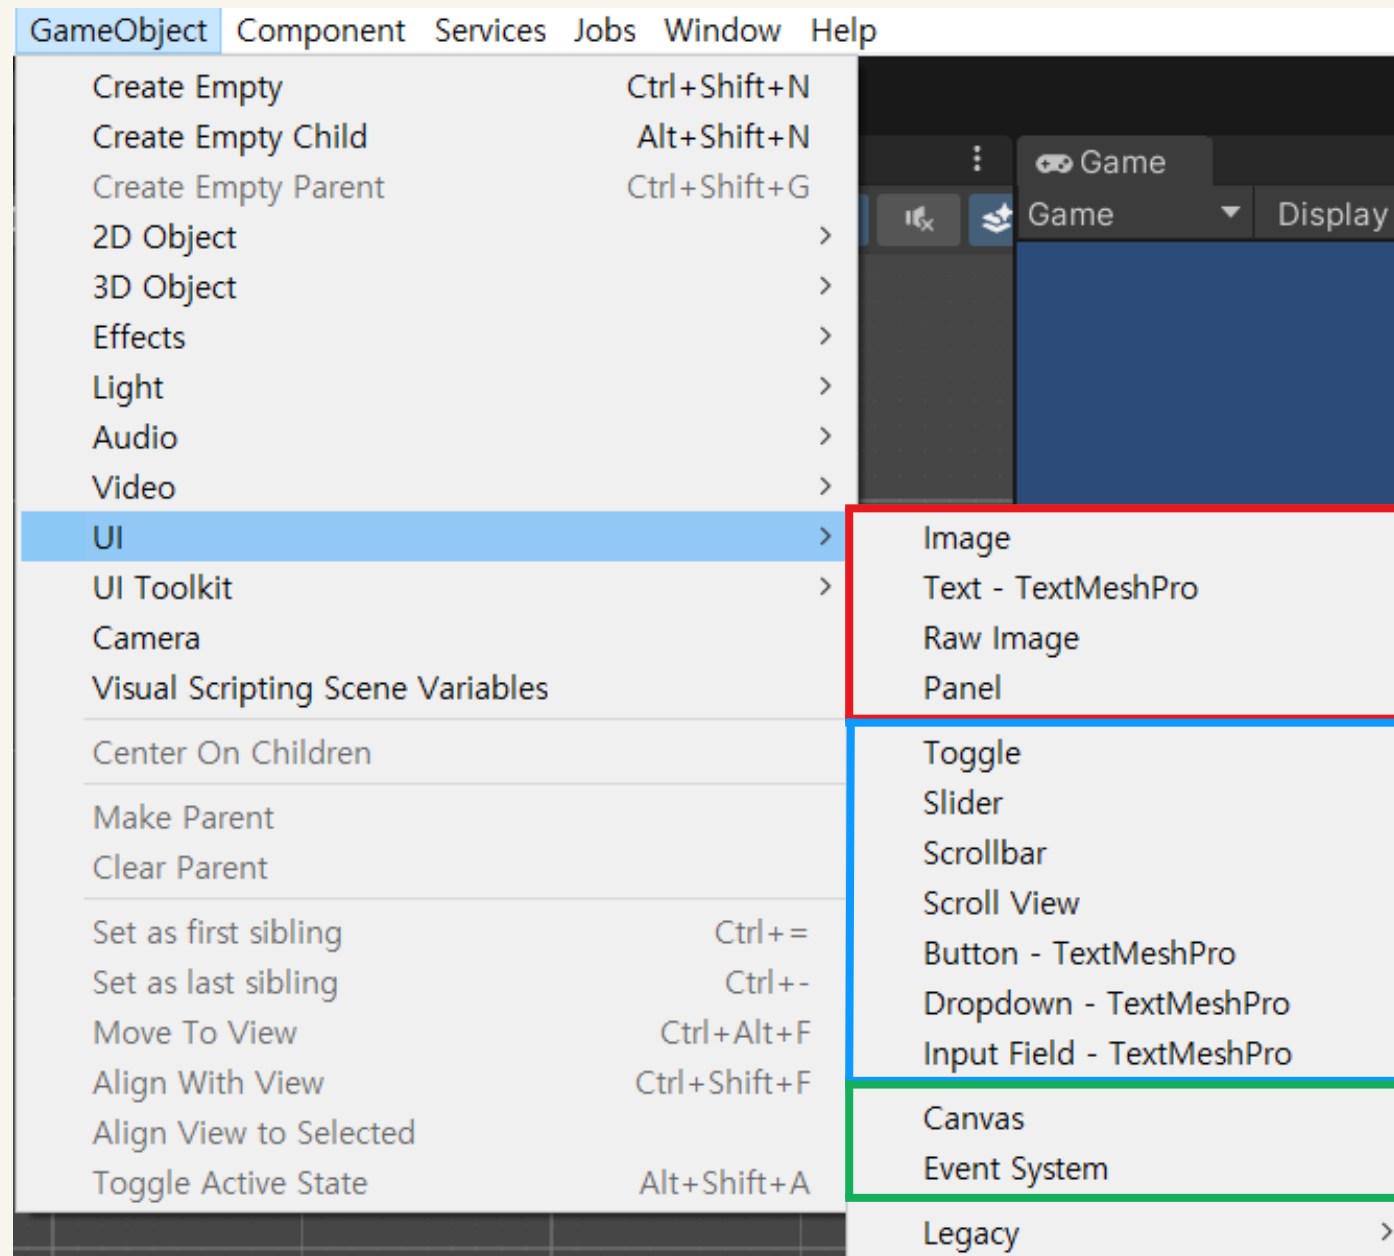 GameObject Component Services Jobs Window Help
Create Empty Ctrl+Shift+N
Create Empty Child Alt+Shift+N
Create Empty Parent Ctrl+Shift+G
2D Object
3D Object
Effects
Light
Audio
Video
UI
UI Toolkit
Camera
Visual Scripting Scene Variables
Center On Children
Make Parent
Clear Parent
Set as first sibling Ctrl+=
Set as last sibling Ctrl+-
Move To View Ctrl+Alt+F
Align With View Ctrl+Shift+F
Align View to Selected
Toggle Active State Alt+Shift+A
Game
Game Display
Image
Text - TextMeshPro
Raw Image
Panel
Toggle
Slider
Scrollbar
Scroll View
Button - TextMeshPro
Dropdown - TextMeshPro
Input Field - TextMeshPro
Canvas
Event System
Legacy